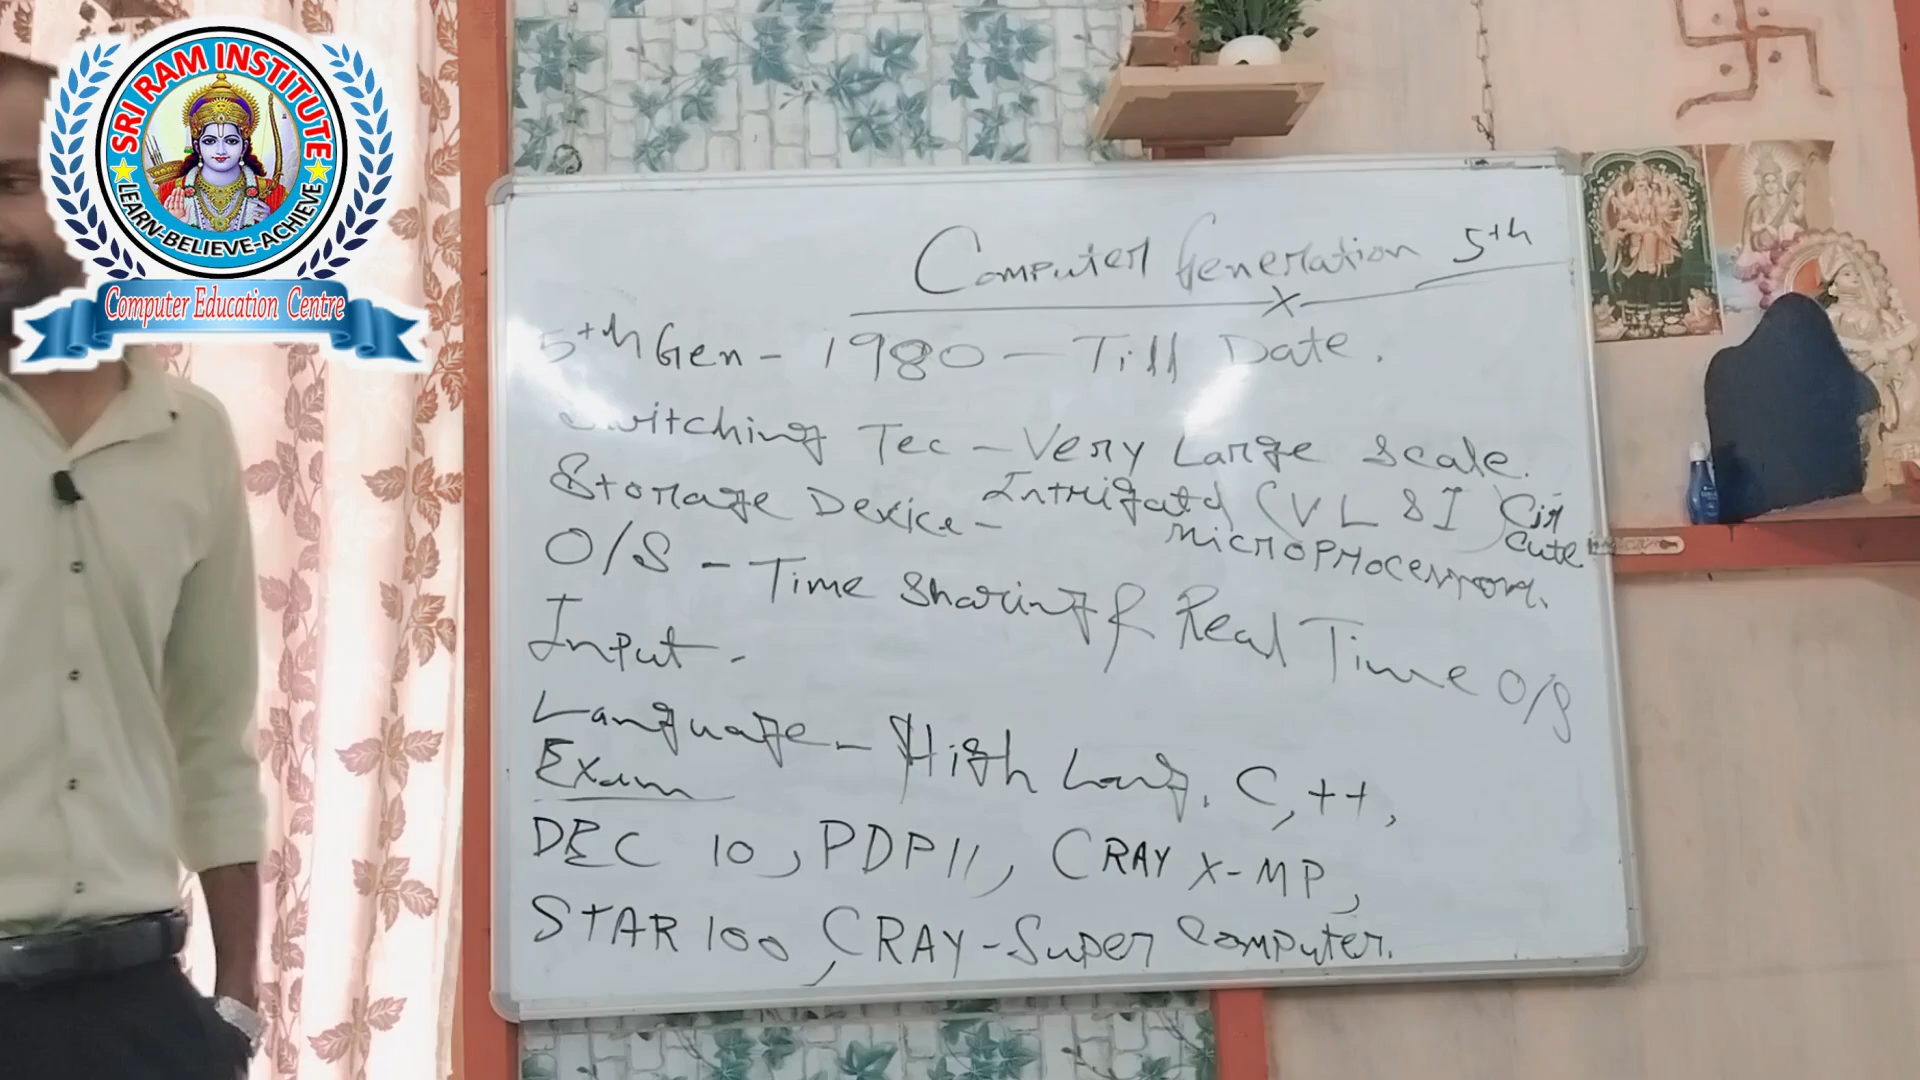 SRI RAM INSTITUTE
LEARN-BELIEVE-ACHIEVE
Computer Education Centre
Computer Generation 5th
5th Gen - 1980 - Till Date.
Switching Tec - Very Large Scale.
Storage Device - Intrigated (VLSI) Circute
microprocessor.
O/S - Time Sharing & Real Time O/S
Input -
Language - High Lang, C, ++,
Exam
DEC 10, PDP11, CRAY X-MP,
STAR 100, CRAY-Super Computer.